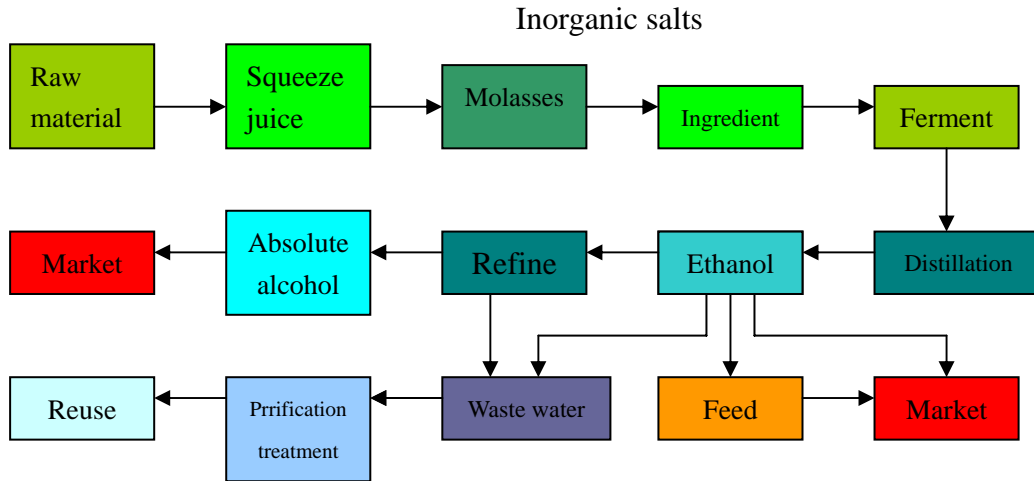 Inorganic salts
Raw
material
Squeeze
juice
Molasses
Ingredient
Ferment
Market
Absolute
alcohol
Refine
Ethanol
Distillation
Reuse
Prrification
treatment
Waste water
Feed
Market